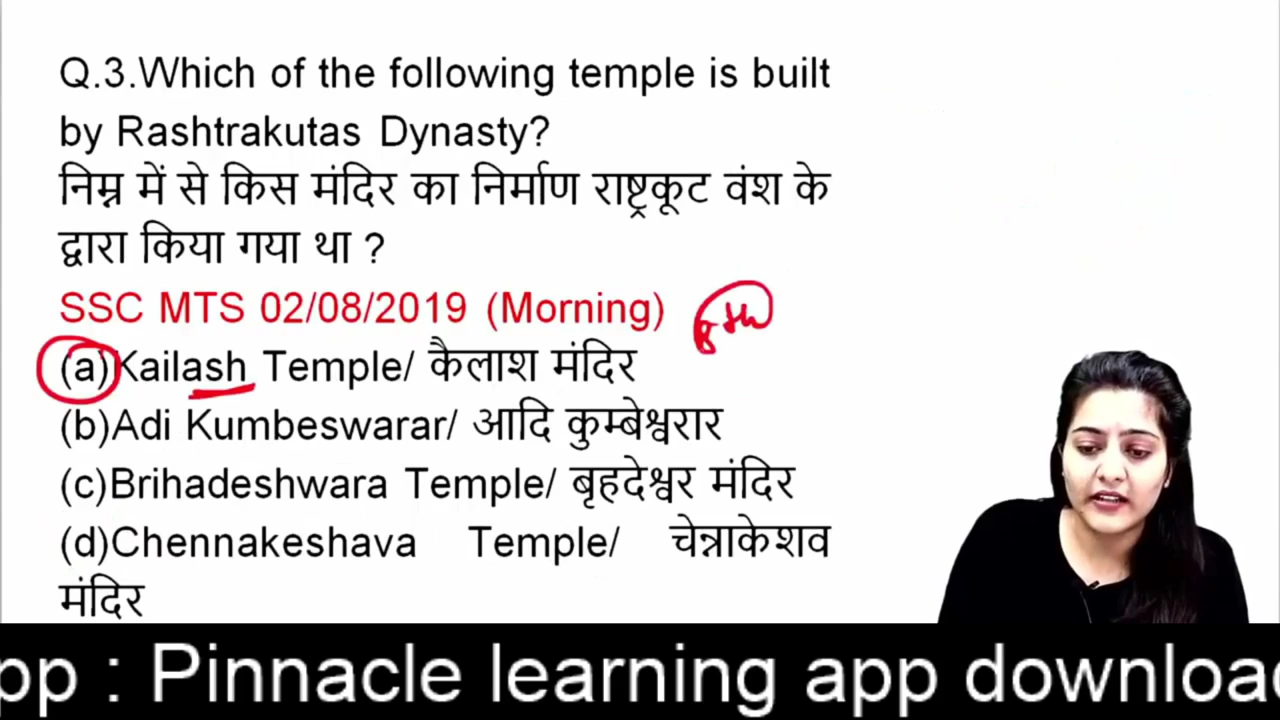 Q.3.Which of the following temple is built
by Rashtrakutas Dynasty?
निम्न में से किस मंदिर का निर्माण राष्ट्रकूट वंश के
द्वारा किया गया था ?
SSC MTS 02/08/2019 (Morning)
8th
(a)Kailash Temple/ कैलाश मंदिर
(b)Adi Kumbeswarar/ आदि कुम्बेश्वरार
(c)Brihadeshwara Temple/ बृहदेश्वर मंदिर
(d)Chennakeshava Temple/ चेन्नाकेशव
मंदिर
pp : Pinnacle learning app downloa